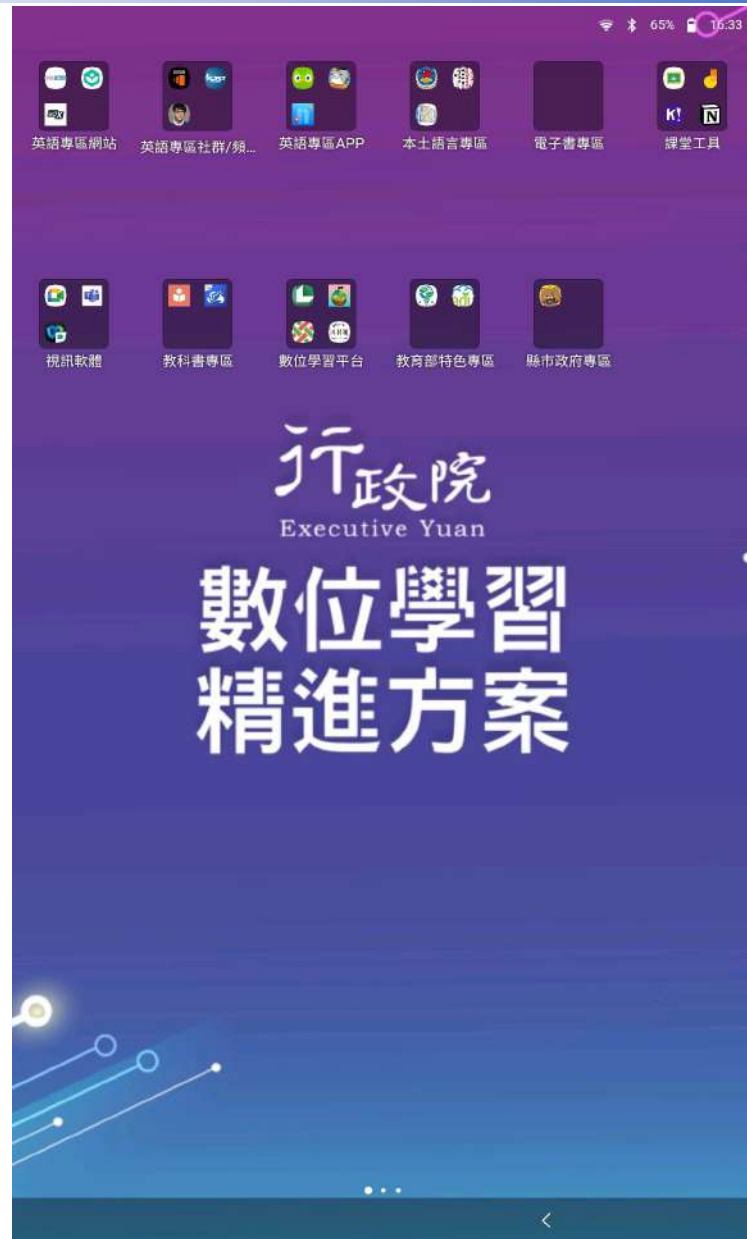 65% 16:33
英語專區網站 英語專區社群/頻... 英語專區APP 本土語言專區 電子書專區 課堂工具
K!
N
視訊軟體 教科書專區 數位學習平台 教育部特色專區 縣市政府專區
行政院
Executive Yuan
數位學習
精進方案